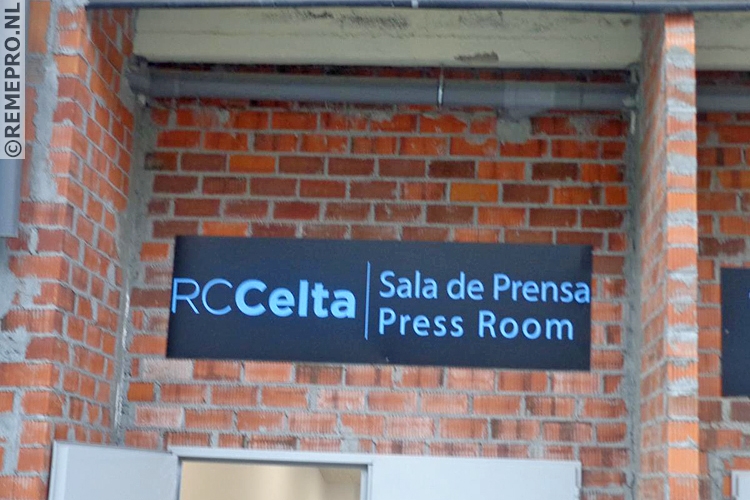 ©REMEPRO.NL
RCCelta
Sala de Prensa
Press Room